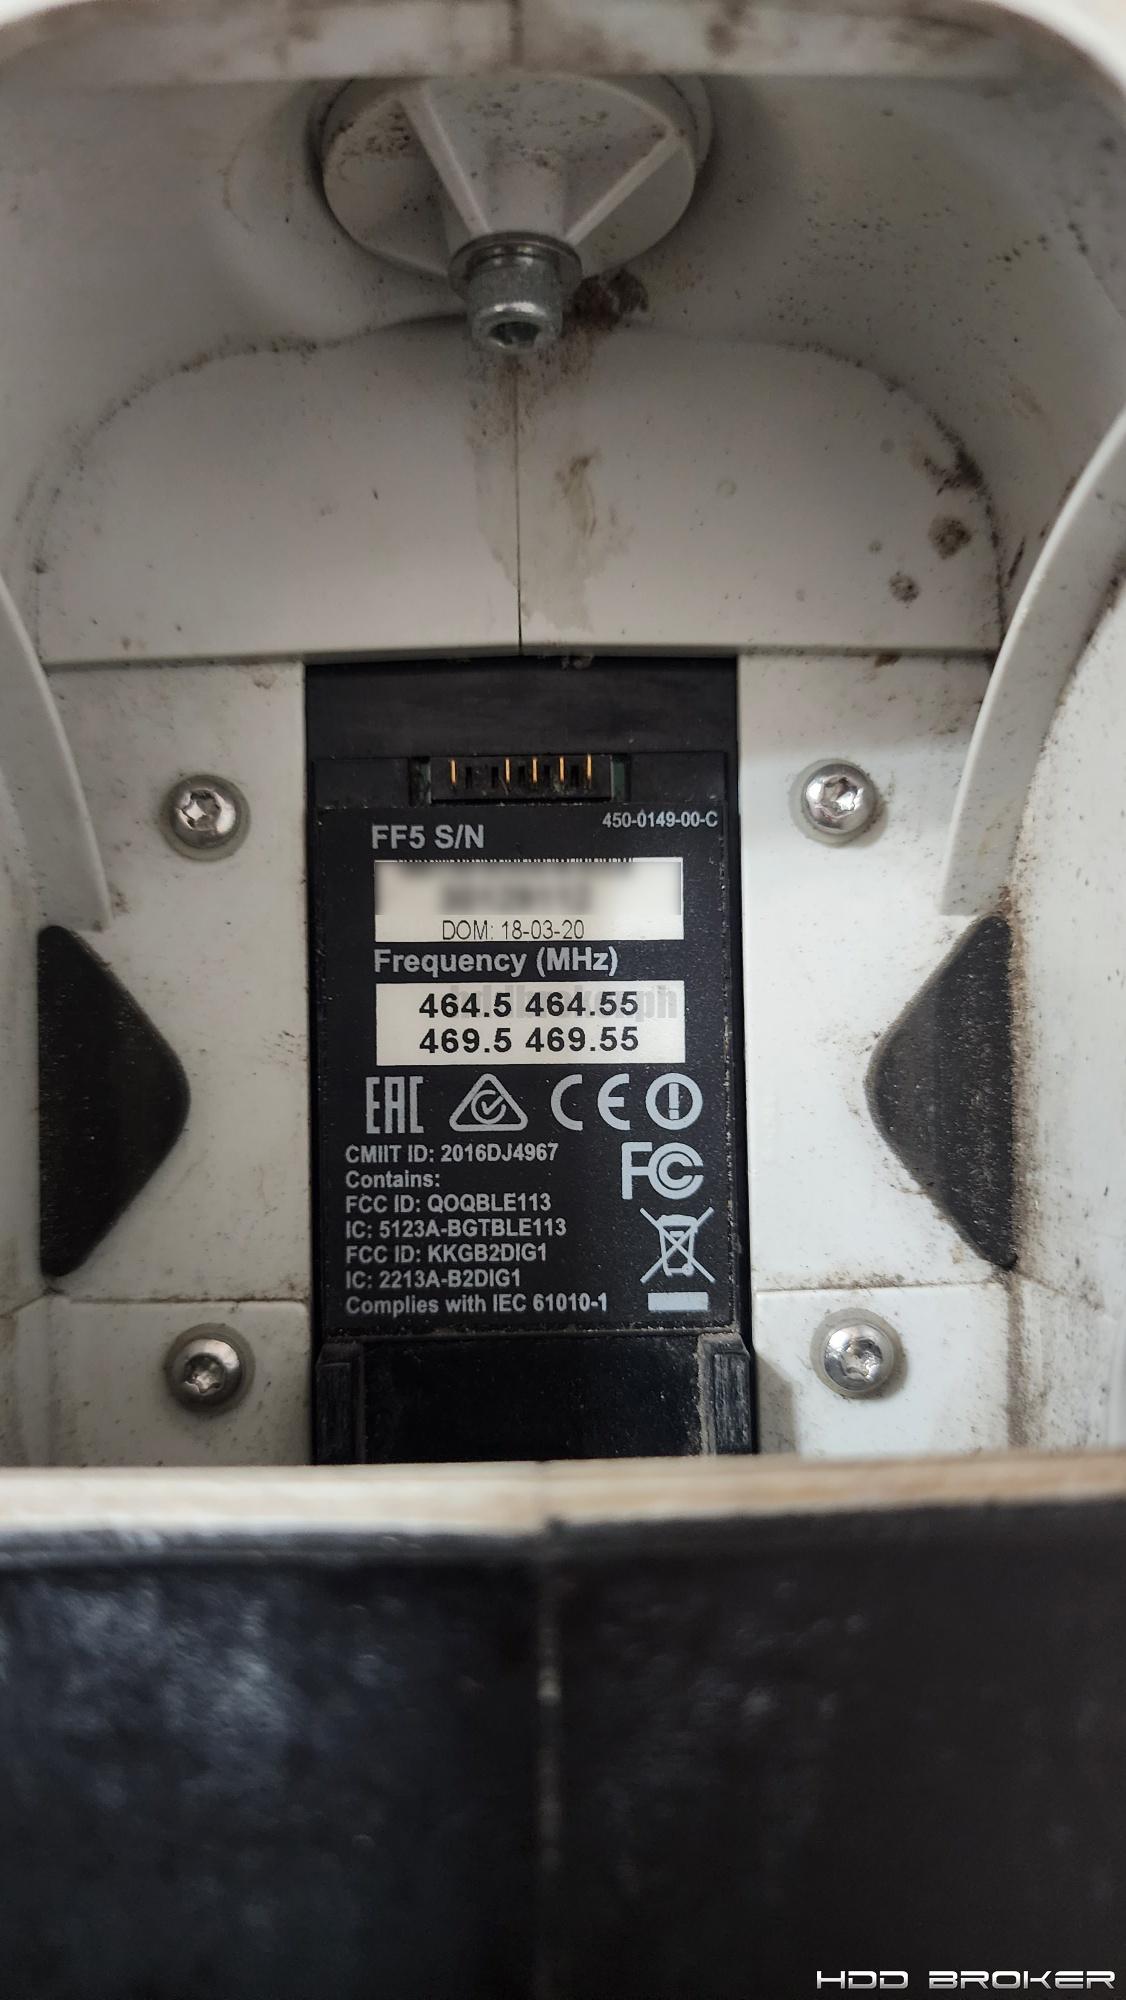 450-0149-00-C
FF5 S/N
DOM: 18-03-20
Frequency (MHz)
464.5 464.55
469.5 469.55
EAC
CE
FC
CMIIT ID: 2016DJ4967
Contains:
FCC ID: QOQBLE113
IC: 5123A-BGTBLE113
FCC ID: KKGB2DIG1
IC: 2213A-B2DIG1
Complies with IEC 61010-1
HDD BROKER